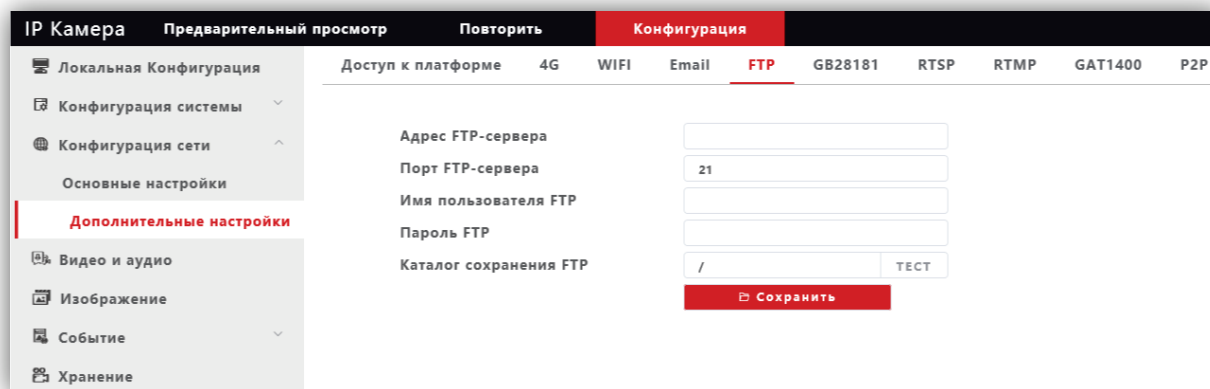 IP Камера Предварительный просмотр Повторить Конфигурация
Локальная Конфигурация
Конфигурация системы
Конфигурация сети
Основные настройки
Дополнительные настройки
Видео и аудио
Изображение
Событие
Хранение
Доступ к платформе 4G WIFI Email FTP GB28181 RTSP RTMP GAT1400 P2P
Адрес FTP-сервера
Порт FTP-сервера 21
Имя пользователя FTP
Пароль FTP
Каталог сохранения FTP / ТЕСТ
Сохранить